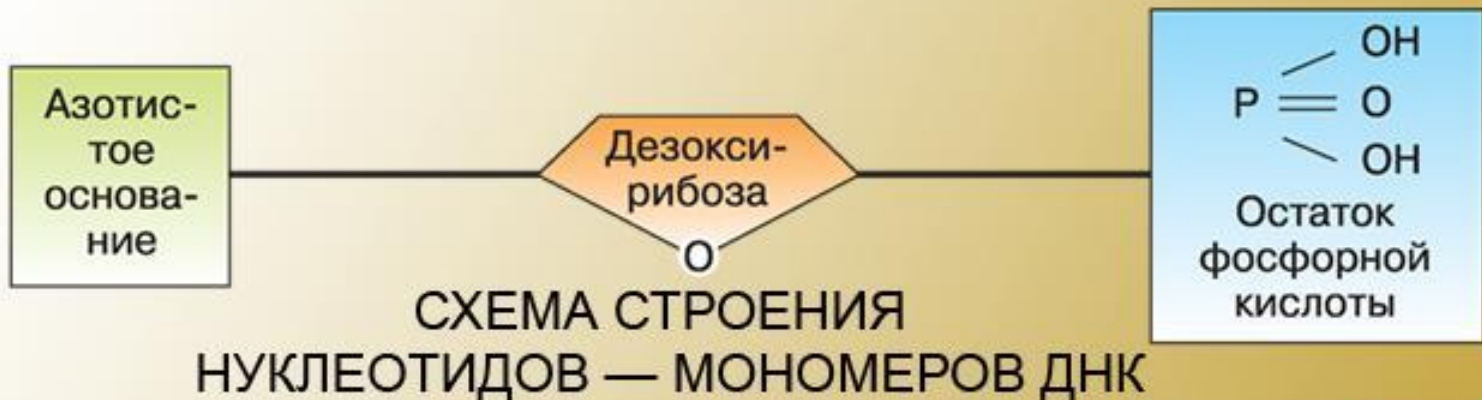 Азотис-
тое
основа-
ние
Дезокси-
рибоза
O
OH
P = O
OH
Остаток
фосфорной
кислоты
СХЕМА СТРОЕНИЯ
НУКЛЕОТИДОВ — МОНОМЕРОВ ДНК